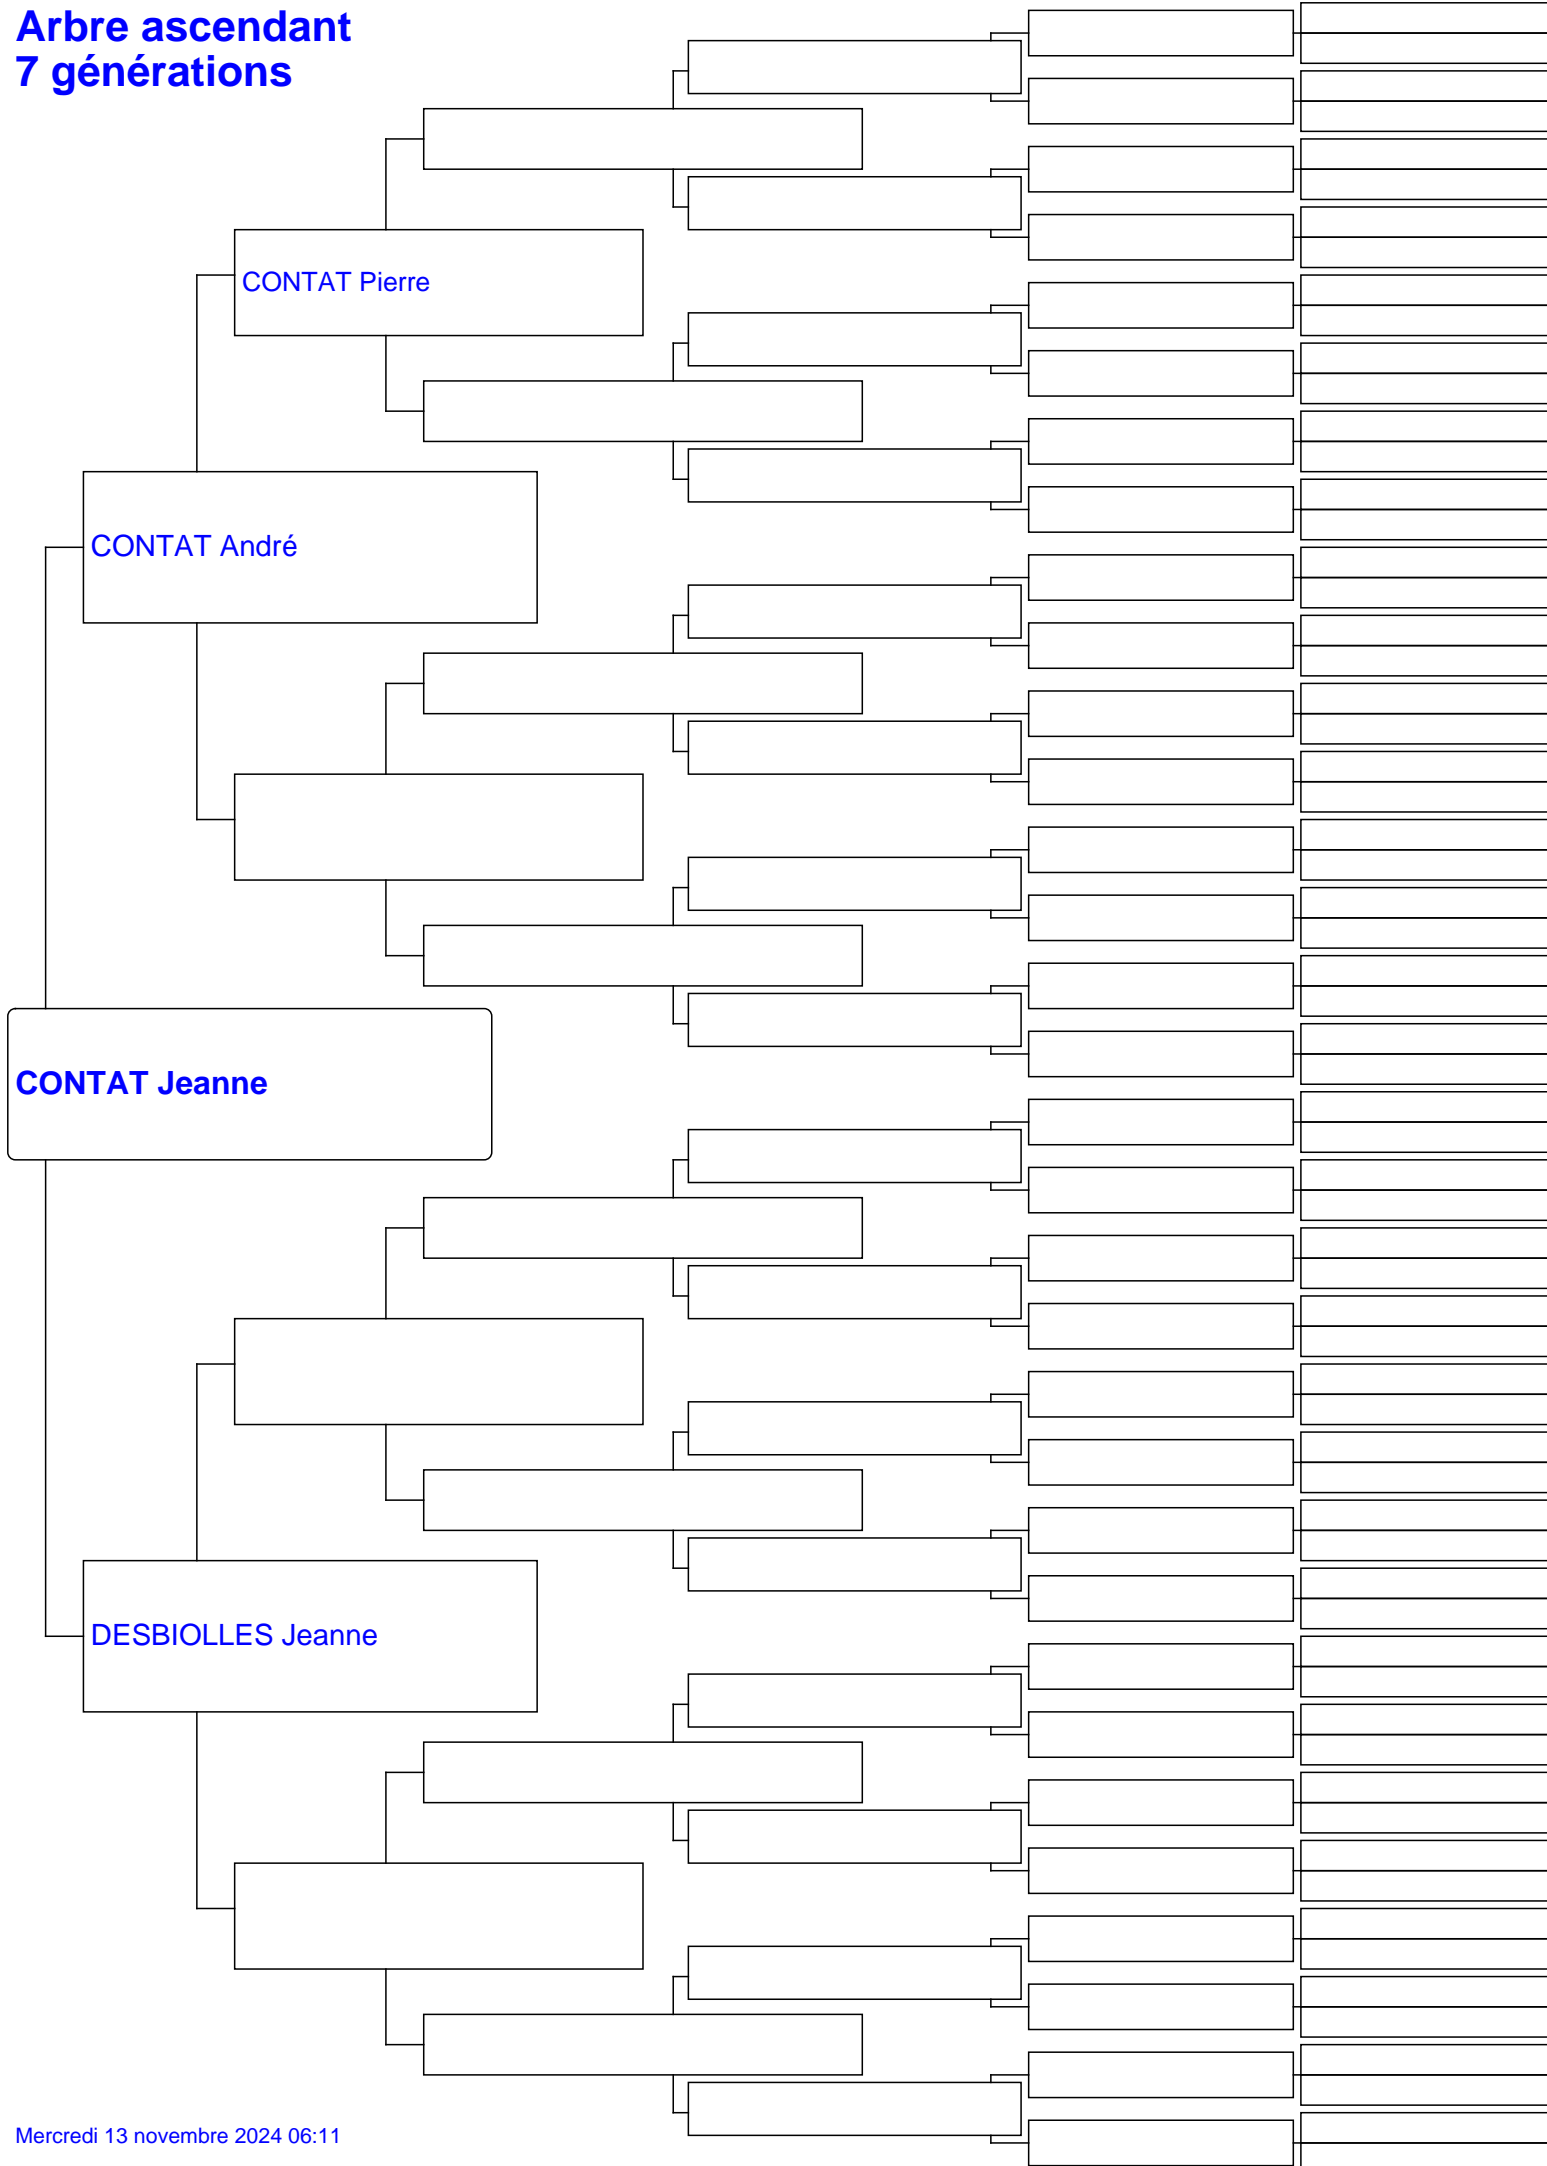 Arbre ascendant
7 générations
CONTAT Pierre
CONTAT André
CONTAT Jeanne
DESBIOLLES Jeanne
Mercredi 13 novembre 2024 06:11